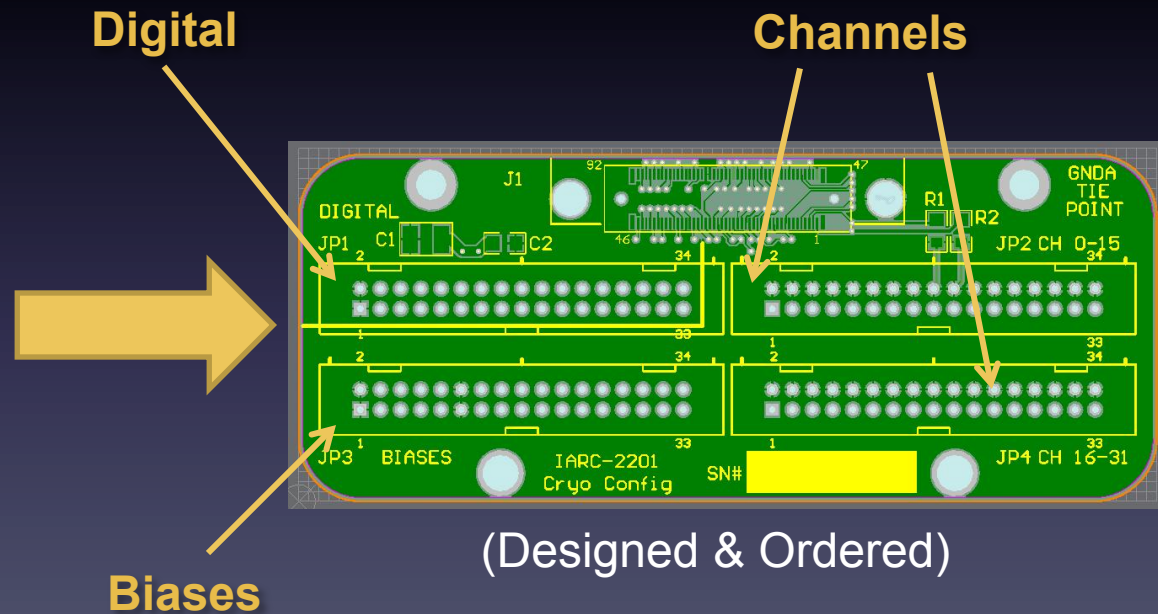 Digital
Channels
92
47
J1
GNDA
TIE
POINT
DIGITAL
R1
R2
JP1
C1
C2
46
1
JP2 CH 0-15
2
34
2
34
1
33
1
33
2
34
2
34
1
33
1
33
JP3
BIASES
IARC-2201
Cryo Config
SN#
JP4 CH 16-31
(Designed & Ordered)
Biases